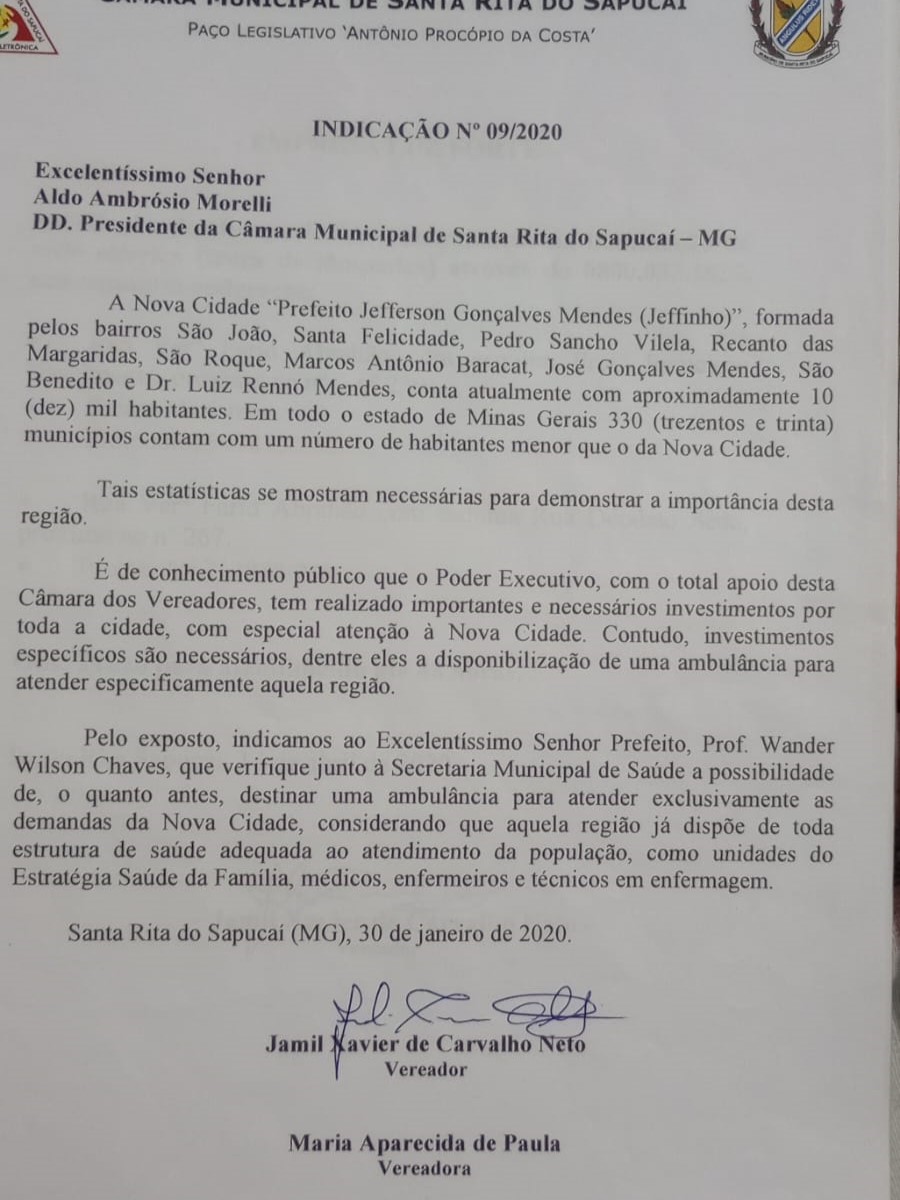 CÂMARA MUNICIPAL DE SANTA RITA DO SAPUCAÍ
PAÇO LEGISLATIVO ‘ANTÔNIO PROCÓPIO DA COSTA’
INDICAÇÃO Nº 09/2020
Excelentíssimo Senhor
Aldo Ambrósio Morelli
DD. Presidente da Câmara Municipal de Santa Rita do Sapucaí – MG
A Nova Cidade “Prefeito Jefferson Gonçalves Mendes (Jeffinho)”, formada
pelos bairros São João, Santa Felicidade, Pedro Sancho Vilela, Recanto das
Margaridas, São Roque, Marcos Antônio Baracat, José Gonçalves Mendes, São
Benedito e Dr. Luiz Rennó Mendes, conta atualmente com aproximadamente 10
(dez) mil habitantes. Em todo o estado de Minas Gerais 330 (trezentos e trinta)
municípios contam com um número de habitantes menor que o da Nova Cidade.
Tais estatísticas se mostram necessárias para demonstrar a importância desta
região.
É de conhecimento público que o Poder Executivo, com o total apoio desta
Câmara dos Vereadores, tem realizado importantes e necessários investimentos por
toda a cidade, com especial atenção à Nova Cidade. Contudo, investimentos
específicos são necessários, dentre eles a disponibilização de uma ambulância para
atender especificamente aquela região.
Pelo exposto, indicamos ao Excelentíssimo Senhor Prefeito, Prof. Wander
Wilson Chaves, que verifique junto à Secretaria Municipal de Saúde a possibilidade
de, o quanto antes, destinar uma ambulância para atender exclusivamente as
demandas da Nova Cidade, considerando que aquela região já dispõe de toda
estrutura de saúde adequada ao atendimento da população, como unidades do
Estratégia Saúde da Família, médicos, enfermeiros e técnicos em enfermagem.
Santa Rita do Sapucaí (MG), 30 de janeiro de 2020.
Jamil Xavier de Carvalho Neto
Vereador
Maria Aparecida de Paula
Vereadora